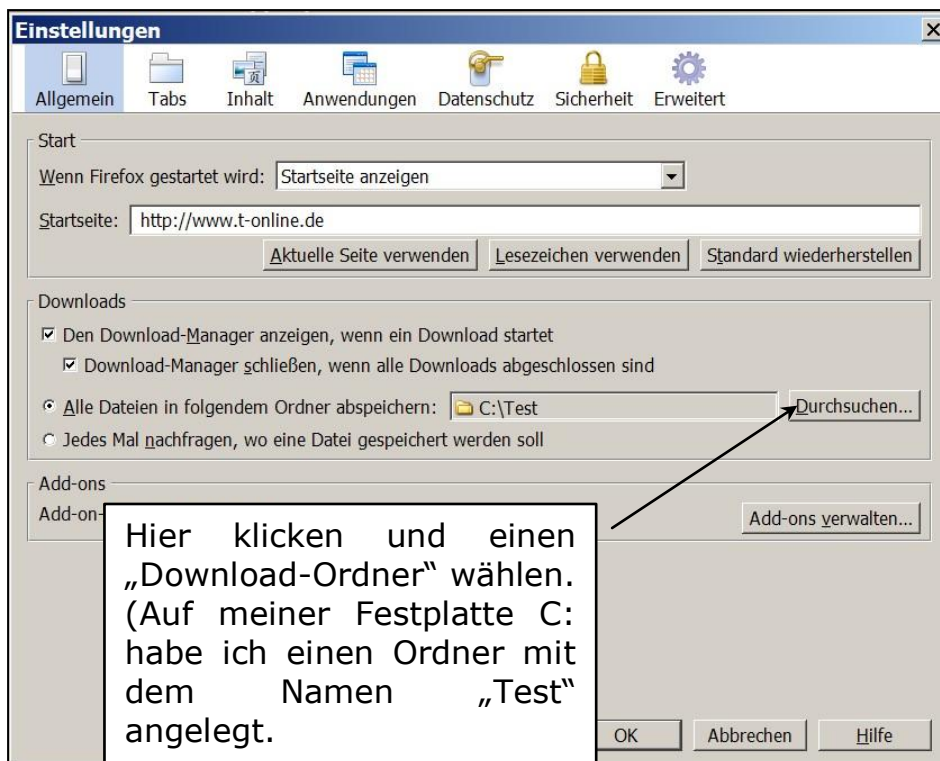 Einstellungen
Allgemein Tabs Inhalt Anwendungen Datenschutz Sicherheit Erweitert
Start
Wenn Firefox gestartet wird: Startseite anzeigen
Startseite: http://www.t-online.de
Aktuelle Seite verwenden Lesezeichen verwenden Standard wiederherstellen
Downloads
Den Download-Manager anzeigen, wenn ein Download startet
Download-Manager schließen, wenn alle Downloads abgeschlossen sind
Alle Dateien in folgendem Ordner abspeichern: C:\Test Durchsuchen...
Jedes Mal nachfragen, wo eine Datei gespeichert werden soll
Add-ons
Add-on- Add-ons verwalten...
Hier klicken und einen
„Download-Ordner“ wählen.
(Auf meiner Festplatte C:
habe ich einen Ordner mit
dem Namen „Test“
angelegt.
OK Abbrechen Hilfe